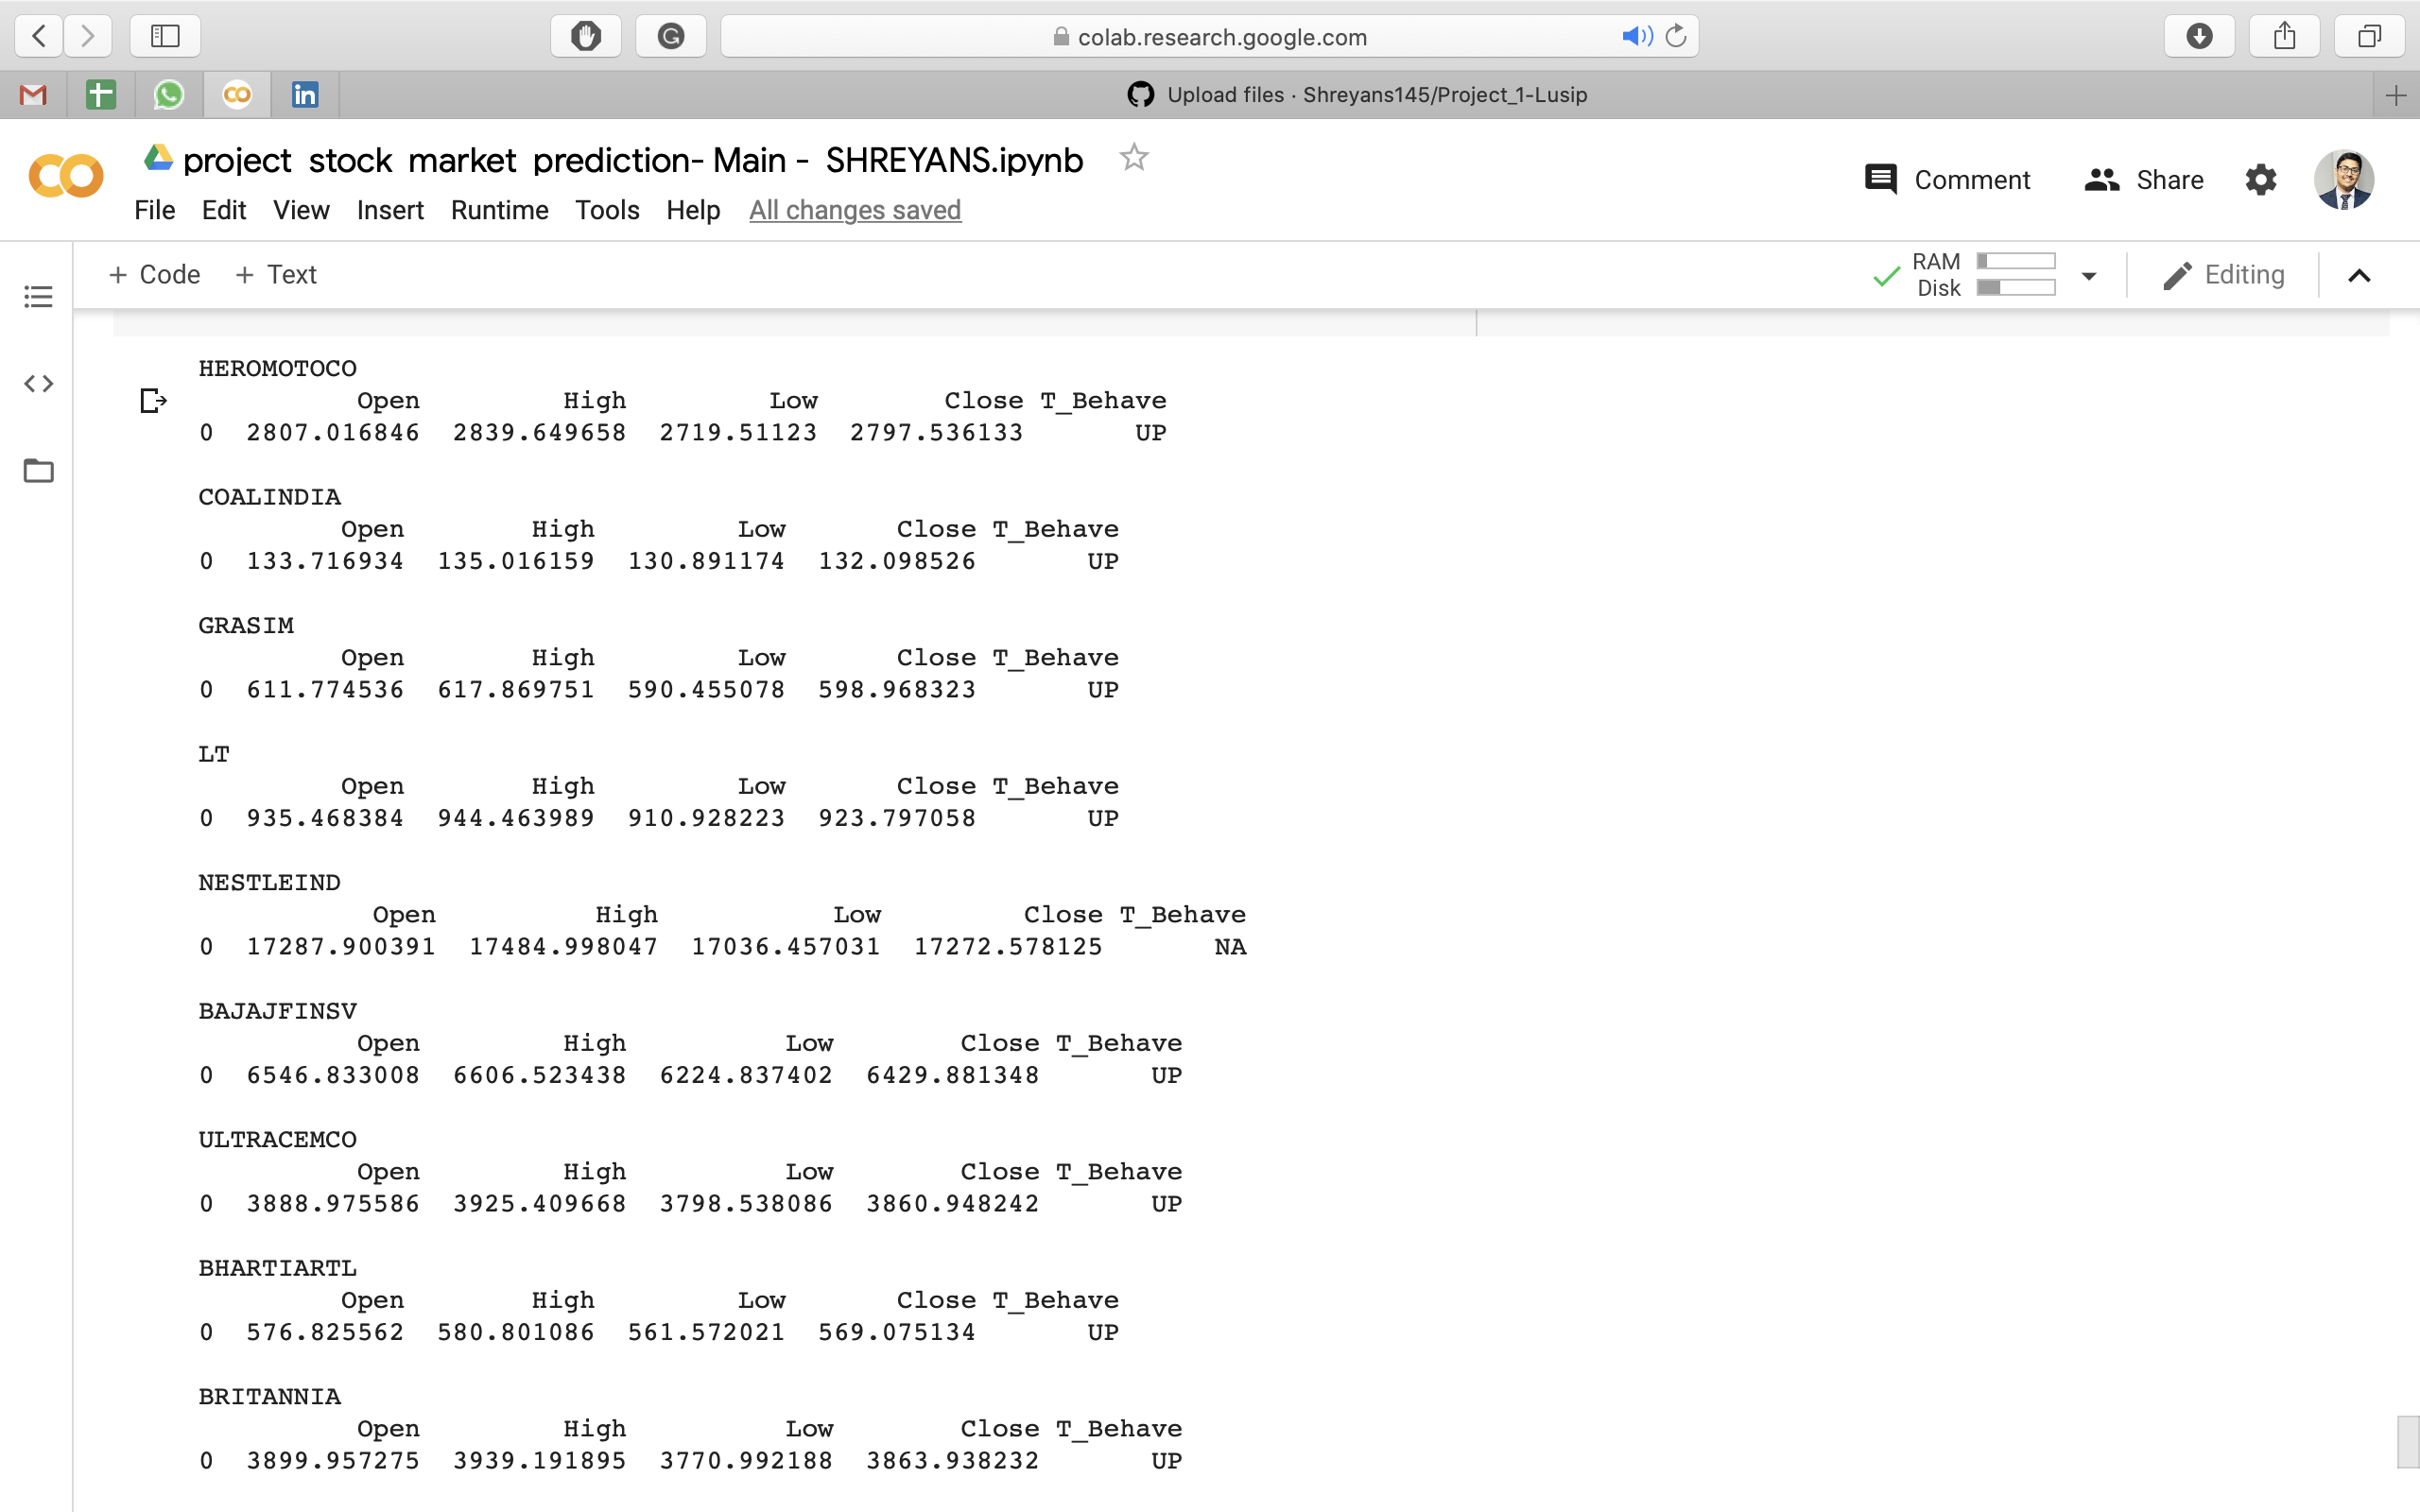 colab.research.google.com
Upload files · Shreyans145/Project_1-Lusip
project stock market prediction- Main - SHREYANS.ipynb
Comment Share
File Edit View Insert Runtime Tools Help All changes saved
+ Code + Text
RAM
Disk
Editing
HEROMOTOCO
Open High Low Close T_Behave
0 2807.016846 2839.649658 2719.51123 2797.536133 UP
COALINDIA
Open High Low Close T_Behave
0 133.716934 135.016159 130.891174 132.098526 UP
GRASIM
Open High Low Close T_Behave
0 611.774536 617.869751 590.455078 598.968323 UP
LT
Open High Low Close T_Behave
0 935.468384 944.463989 910.928223 923.797058 UP
NESTLEIND
Open High Low Close T_Behave
0 17287.900391 17484.998047 17036.457031 17272.578125 NA
BAJAJFINSV
Open High Low Close T_Behave
0 6546.833008 6606.523438 6224.837402 6429.881348 UP
ULTRACEMCO
Open High Low Close T_Behave
0 3888.975586 3925.409668 3798.538086 3860.948242 UP
BHARTIARTL
Open High Low Close T_Behave
0 576.825562 580.801086 561.572021 569.075134 UP
BRITANNIA
Open High Low Close T_Behave
0 3899.957275 3939.191895 3770.992188 3863.938232 UP